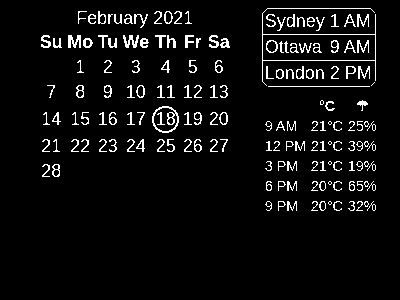 February 2021
Su Mo Tu We Th Fr Sa
1 2 3 4 5 6
7 8 9 10 11 12 13
14 15 16 17 18 19 20
21 22 23 24 25 26 27
28
Sydney 1 AM
Ottawa 9 AM
London 2 PM
°C ☂
9 AM 21°C 25%
12 PM 21°C 39%
3 PM 21°C 19%
6 PM 20°C 65%
9 PM 20°C 32%